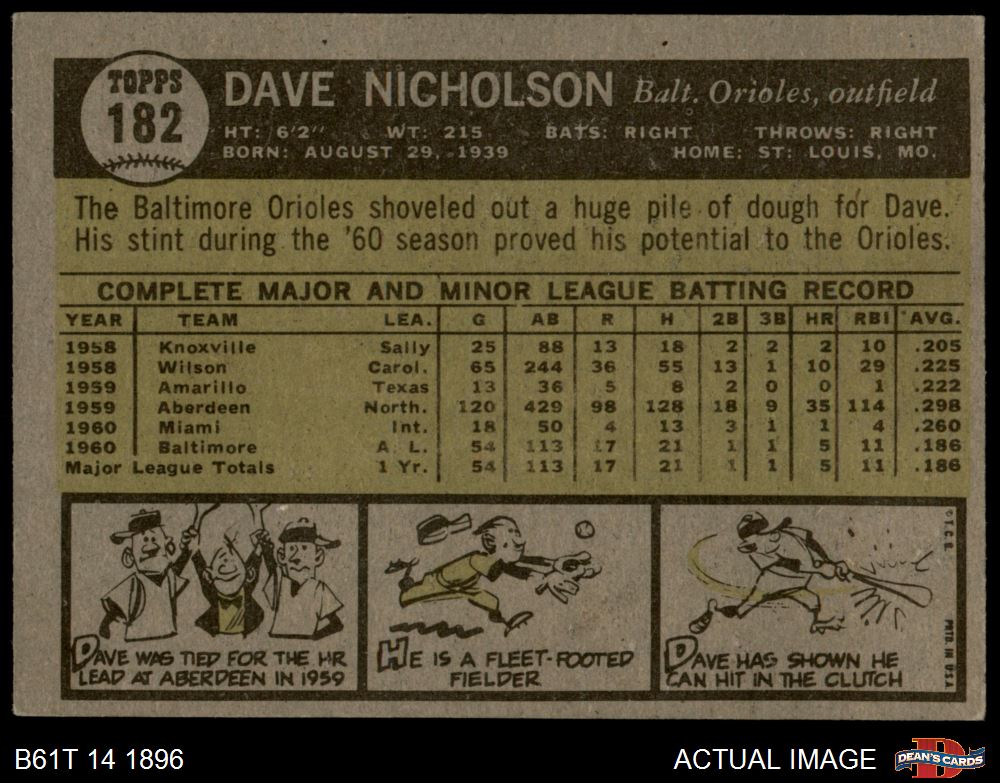 TOPPS
182
DAVE NICHOLSON Balt. Orioles, outfield
HT: 6'2" WT: 215 BATS: RIGHT THROWS: RIGHT
BORN: AUGUST 29, 1939 HOME: ST: LOUIS, MO.
The Baltimore Orioles shoveled out a huge pile of dough for Dave.
His stint during the '60 season proved his potential to the Orioles.
COMPLETE MAJOR AND MINOR LEAGUE BATTING RECORD
YEAR TEAM LEA. G AB R H 2B 3B HR RBI AVG.
1958 Knoxville Sally 25 88 13 18 2 2 2 10 .205
1958 Wilson Carol. 65 244 36 55 13 1 10 29 .225
1959 Amarillo Texas 13 36 5 8 2 0 0 1 .222
1959 Aberdeen North. 120 429 98 128 18 9 35 114 .298
1960 Miami Int. 18 50 4 13 3 1 1 4 .260
1960 Baltimore A. L. 54 113 17 21 1 1 5 11 .186
Major League Totals 1 Yr. 54 113 17 21 1 1 5 11 .186
DAVE WAS TIED FOR THE HR
LEAD AT ABERDEEN IN 1959
HE IS A FLEET-FOOTED
FIELDER
DAVE HAS SHOWN HE
CAN HIT IN THE CLUTCH
© T.C.G.
PRTD. IN U.S.A.
B61T 14 1896
ACTUAL IMAGE
D
DEAN'S CARDS